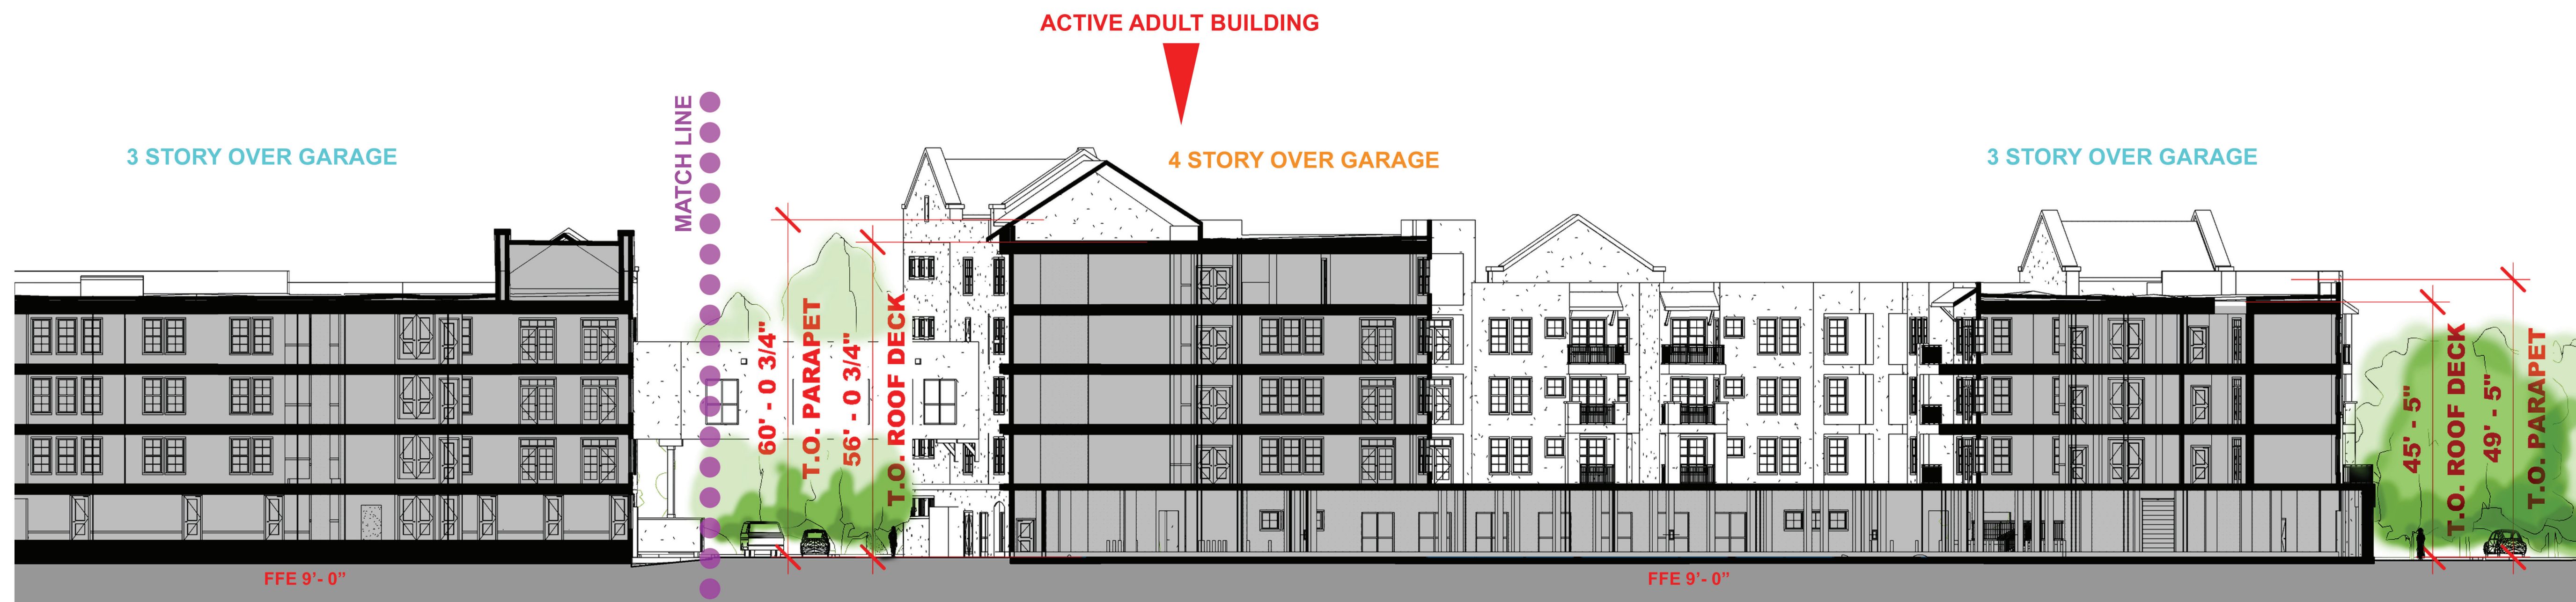 ACTIVE ADULT BUILDING
3 STORY OVER GARAGE
MATCH LINE
4 STORY OVER GARAGE
3 STORY OVER GARAGE
60' - 0 3/4"
T.O. PARAPET
56' - 0 3/4"
T.O. ROOF DECK
45' - 5"
T.O. ROOF DECK
49' - 5"
T.O. PARAPET
FFE 9’- 0”
FFE 9’- 0”